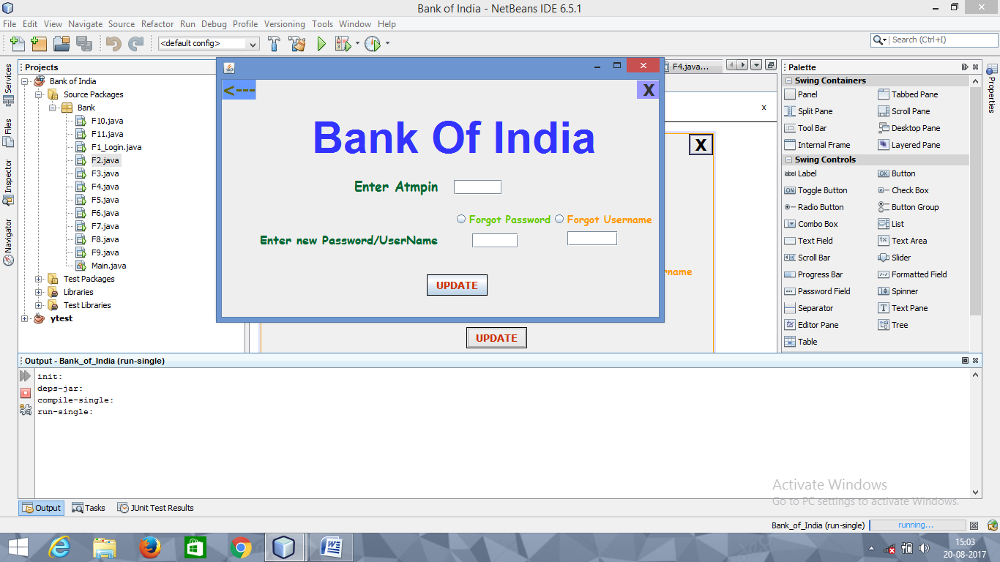 Bank of India - NetBeans IDE 6.5.1
File Edit View Navigate Source Refactor Run Debug Profile Versioning Tools Window Help
<default config>
Search (Ctrl+I)
Services
Files
Inspector
Navigator
Projects
Bank of India
Source Packages
Bank
F10.java
F11.java
F1_Login.java
F2.java
F3.java
F4.java
F5.java
F6.java
F7.java
F8.java
F9.java
Main.java
Test Packages
Libraries
Test Libraries
ytest
F4.java...
x
X
<---
X
Bank Of India
Enter Atmpin
Forgot Password Forgot Username
Enter new Password/UserName
UPDATE
rname
UPDATE
Palette
Swing Containers
Panel Tabbed Pane
Split Pane Scroll Pane
Tool Bar Desktop Pane
Internal Frame Layered Pane
Swing Controls
label Label OK Button
ON Toggle Button Check Box
Radio Button Button Group
Combo Box List
Text Field Text Area
Scroll Bar Slider
Progress Bar Formatted Field
Password Field Spinner
Separator Text Pane
Editor Pane Tree
Table
Properties
Output - Bank_of_India (run-single)
init:
deps-jar:
compile-single:
run-single:
Activate Windows
Go to PC settings to activate Windows.
Output Tasks JUnit Test Results
Bank_of_India (run-single) running...
15:03
20-08-2017